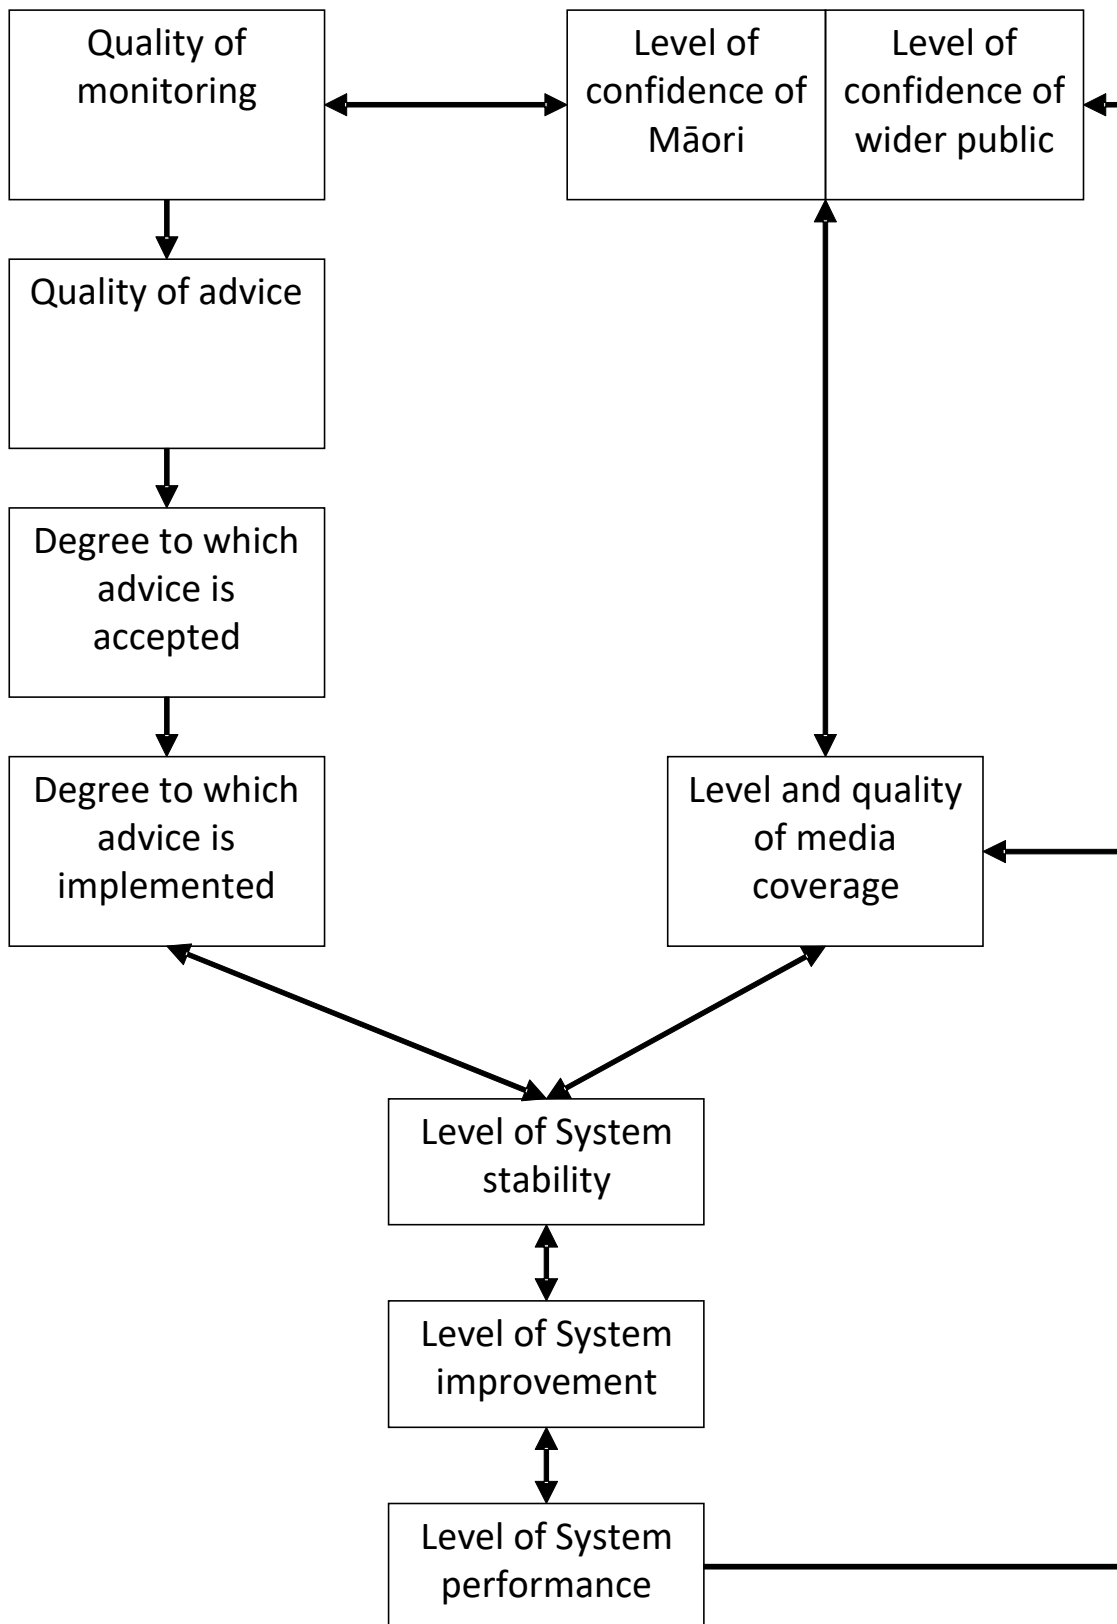 Quality of
monitoring
Level of
confidence of
Māori
Level of
confidence of
wider public
Quality of advice
Degree to which
advice is
accepted
Degree to which
advice is
implemented
Level and quality
of media
coverage
Level of System
stability
Level of System
improvement
Level of System
performance